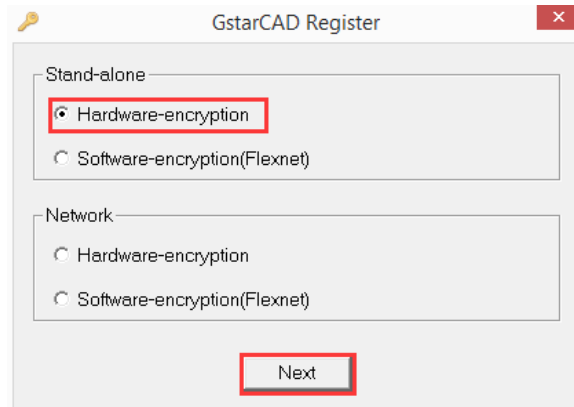 GstarCAD Register
Stand-alone
Hardware-encryption
Software-encryption(Flexnet)
Network
Hardware-encryption
Software-encryption(Flexnet)
Next